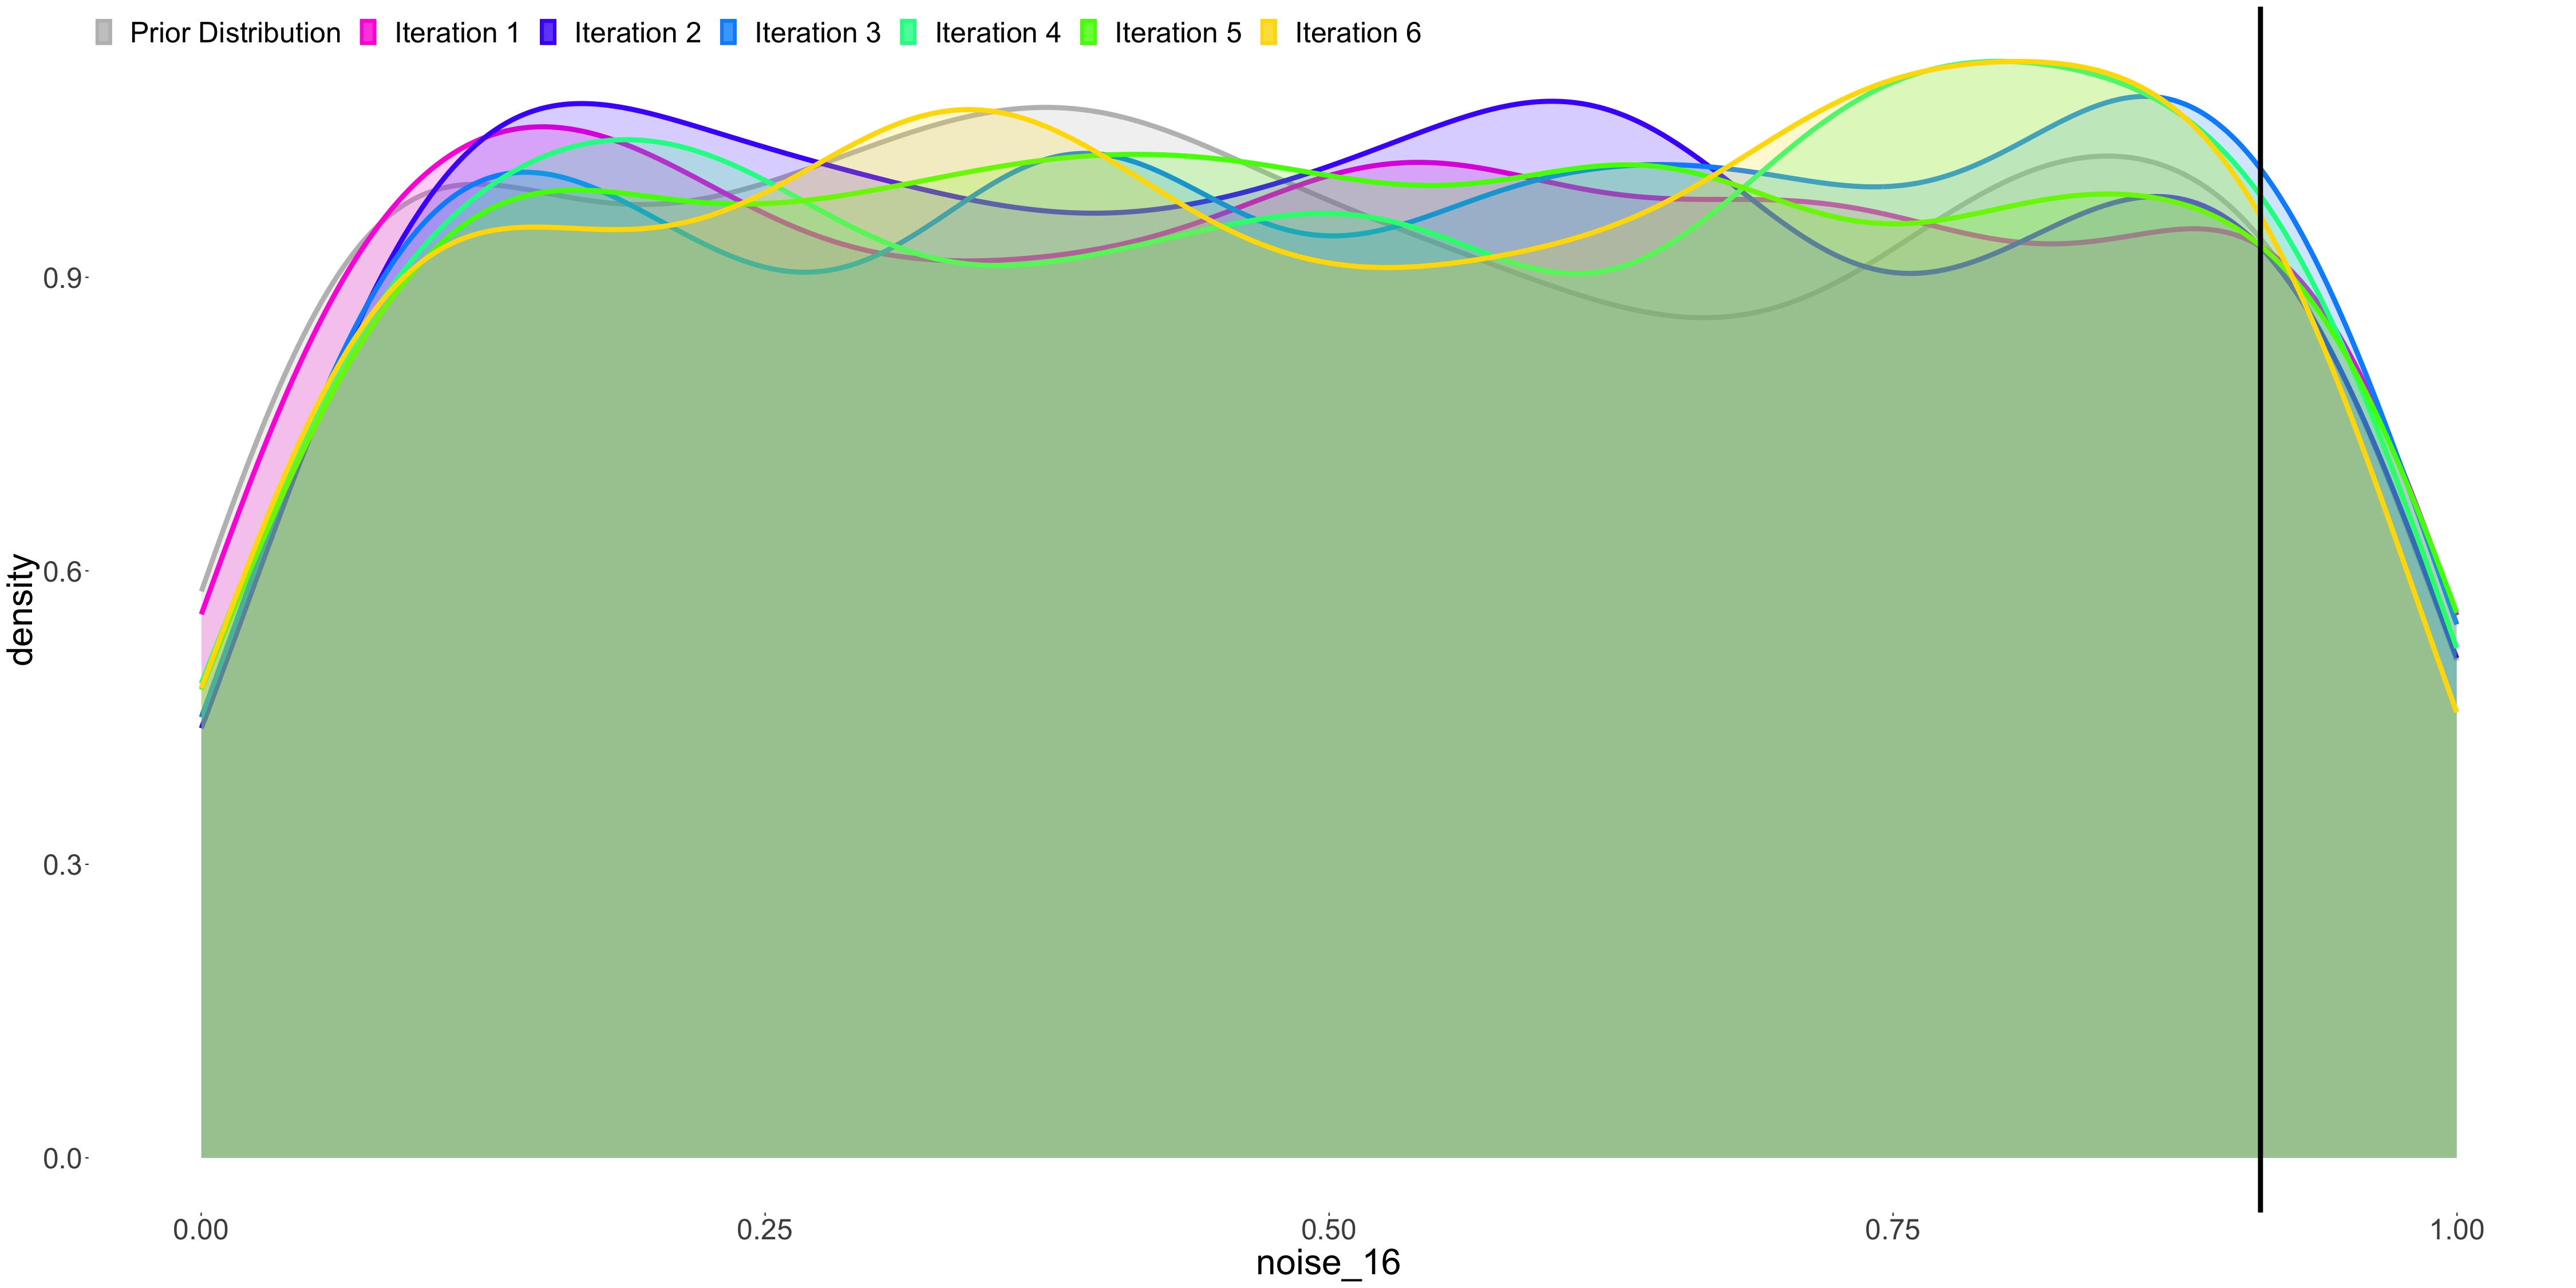 Prior Distribution Iteration 1 Iteration 2 Iteration 3 Iteration 4 Iteration 5 Iteration 6
density
0.9
0.6
0.3
0.0
0.00 0.25 0.50 0.75 1.00
noise_16